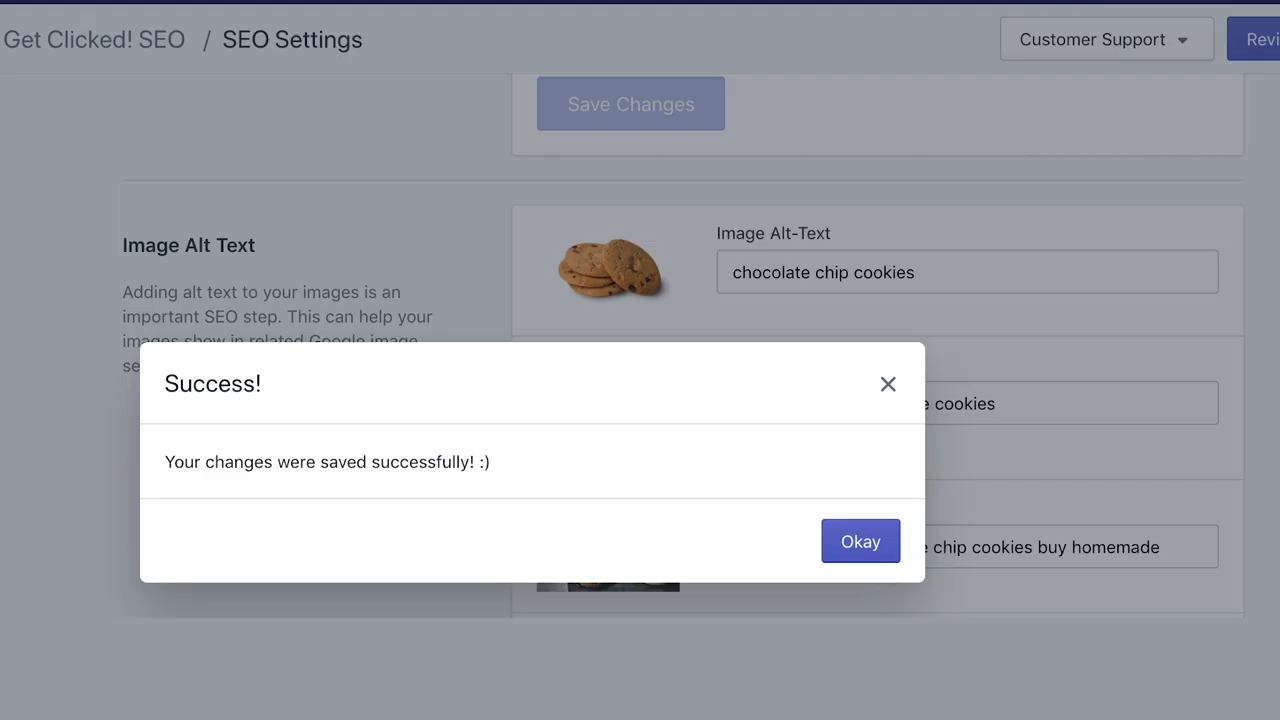 Get Clicked! SEO / SEO Settings
Customer Support
Save Changes
Image Alt Text
Adding alt text to your images is an
important SEO step. This can help your
images show in related Google image
Image Alt-Text
chocolate chip cookies
Success!
cookies
Your changes were saved successfully! :)
Okay
chip cookies buy homemade